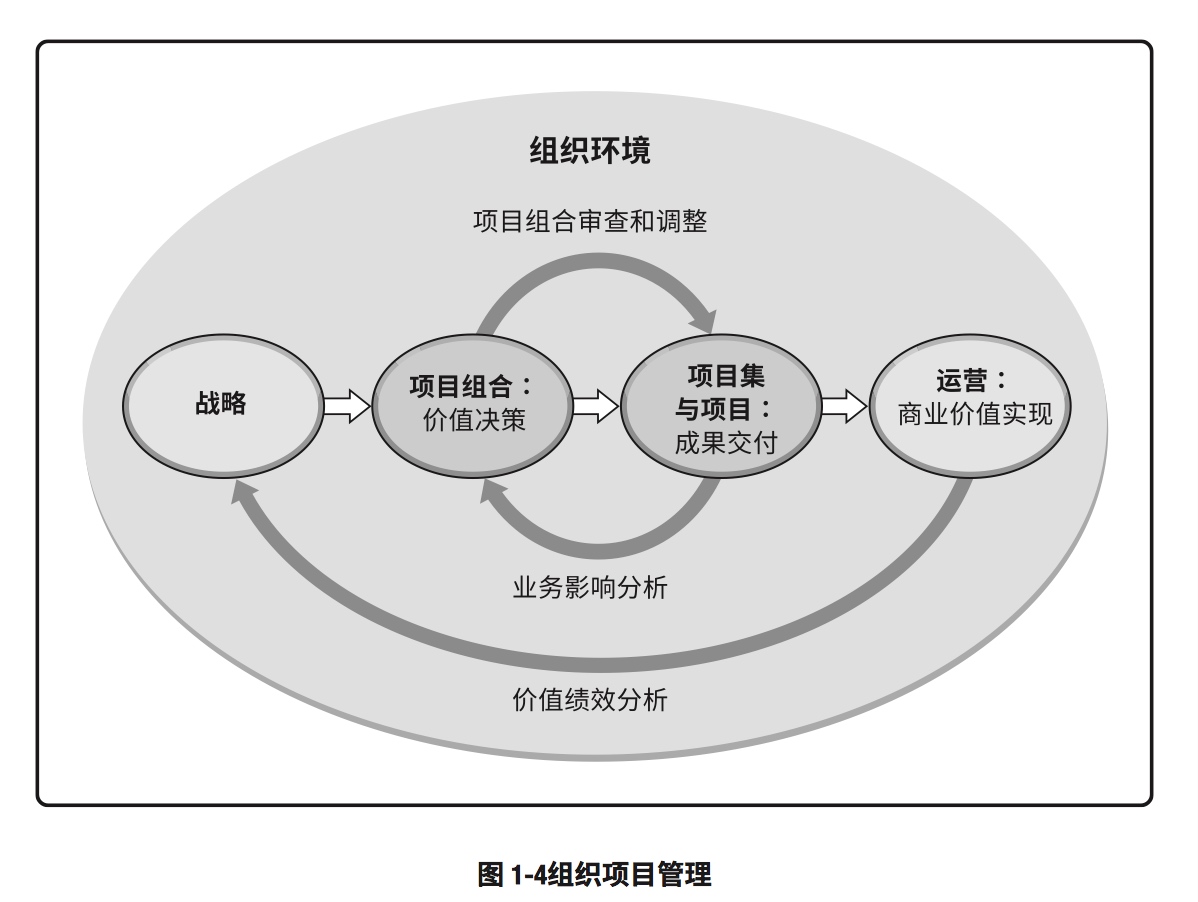 组织环境
项目组合审查和调整
战略
项目组合：
价值决策
项目集
与项目：
成果交付
运营：
商业价值实现
业务影响分析
价值绩效分析
图 1-4组织项目管理